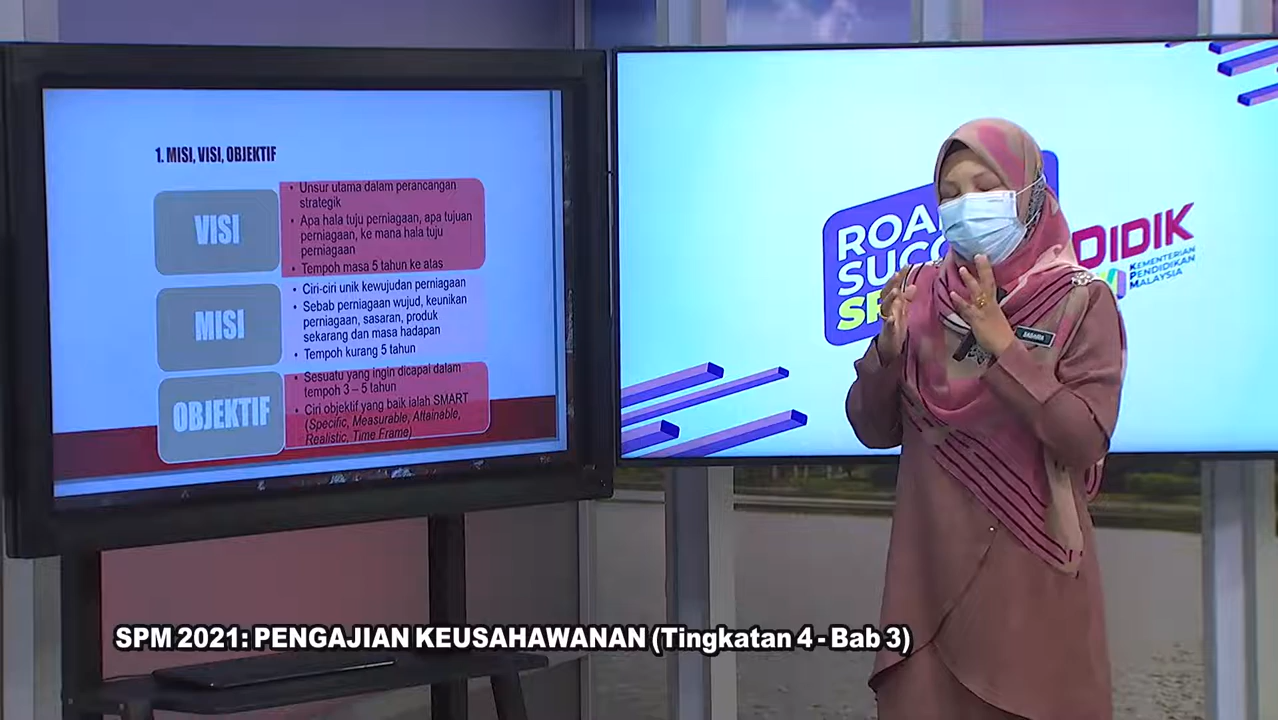 1. MISI, VISI, OBJEKTIF
VISI
• Unsur utama dalam perancangan
strategik
• Apa hala tuju perniagaan, apa tujuan
perniagaan, ke mana hala tuju
perniagaan
• Tempoh masa 5 tahun ke atas
MISI
• Ciri-ciri unik kewujudan perniagaan
• Sebab perniagaan wujud, keunikan
perniagaan, sasaran, produk
sekarang dan masa hadapan
• Tempoh kurang 5 tahun
OBJEKTIF
• Sesuatu yang ingin dicapai dalam
tempoh 3 – 5 tahun
• Ciri objektif yang baik ialah SMART
(Specific, Measurable, Attainable,
Realistic, Time Frame)
ROA
SUCC
SP
DIDIK
KEMENTERIAN
PENDIDIKAN
MALAYSIA
SPM 2021: PENGAJIAN KEUSAHAWANAN (Tingkatan 4 - Bab 3)